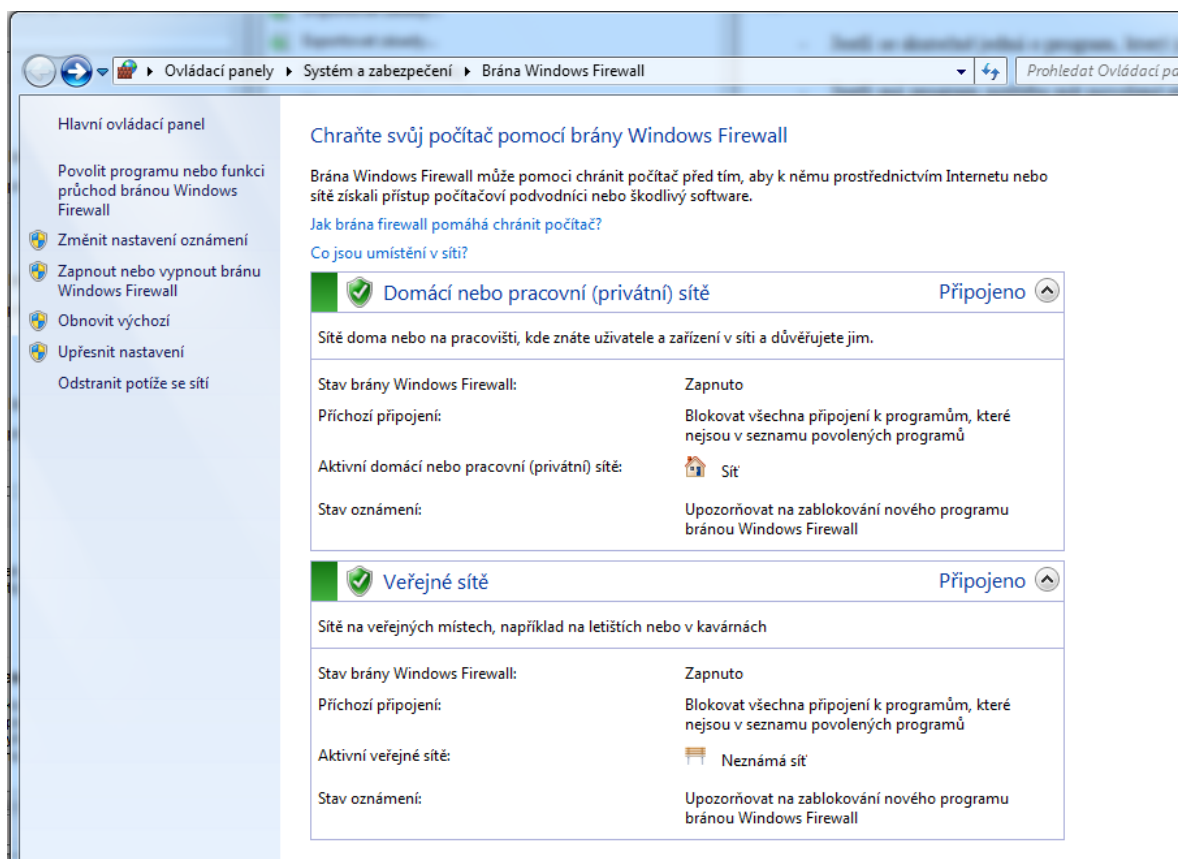 Exportovat zásady...
Ovládací panely ▸ Systém a zabezpečení ▸ Brána Windows Firewall
Prohledat Ovládací pa
Hlavní ovládací panel
Povolit programu nebo funkci
průchod bránou Windows
Firewall
Změnit nastavení oznámení
Zapnout nebo vypnout bránu
Windows Firewall
Obnovit výchozí
Upřesnit nastavení
Odstranit potíže se sítí
Chraňte svůj počítač pomocí brány Windows Firewall
Brána Windows Firewall může pomoci chránit počítač před tím, aby k němu prostřednictvím Internetu nebo
sítě získali přístup počítačoví podvodníci nebo škodlivý software.
Jak brána firewall pomáhá chránit počítač?
Co jsou umístění v síti?
Domácí nebo pracovní (privátní) sítě Připojeno
Sítě doma nebo na pracovišti, kde znáte uživatele a zařízení v síti a důvěřujete jim.
Stav brány Windows Firewall: Zapnuto
Příchozí připojení: Blokovat všechna připojení k programům, které
nejsou v seznamu povolených programů
Aktivní domácí nebo pracovní (privátní) sítě: Síť
Stav oznámení: Upozorňovat na zablokování nového programu
bránou Windows Firewall
Veřejné sítě Připojeno
Sítě na veřejných místech, například na letištích nebo v kavárnách
Stav brány Windows Firewall: Zapnuto
Příchozí připojení: Blokovat všechna připojení k programům, které
nejsou v seznamu povolených programů
Aktivní veřejné sítě: Neznámá síť
Stav oznámení: Upozorňovat na zablokování nového programu
bránou Windows Firewall